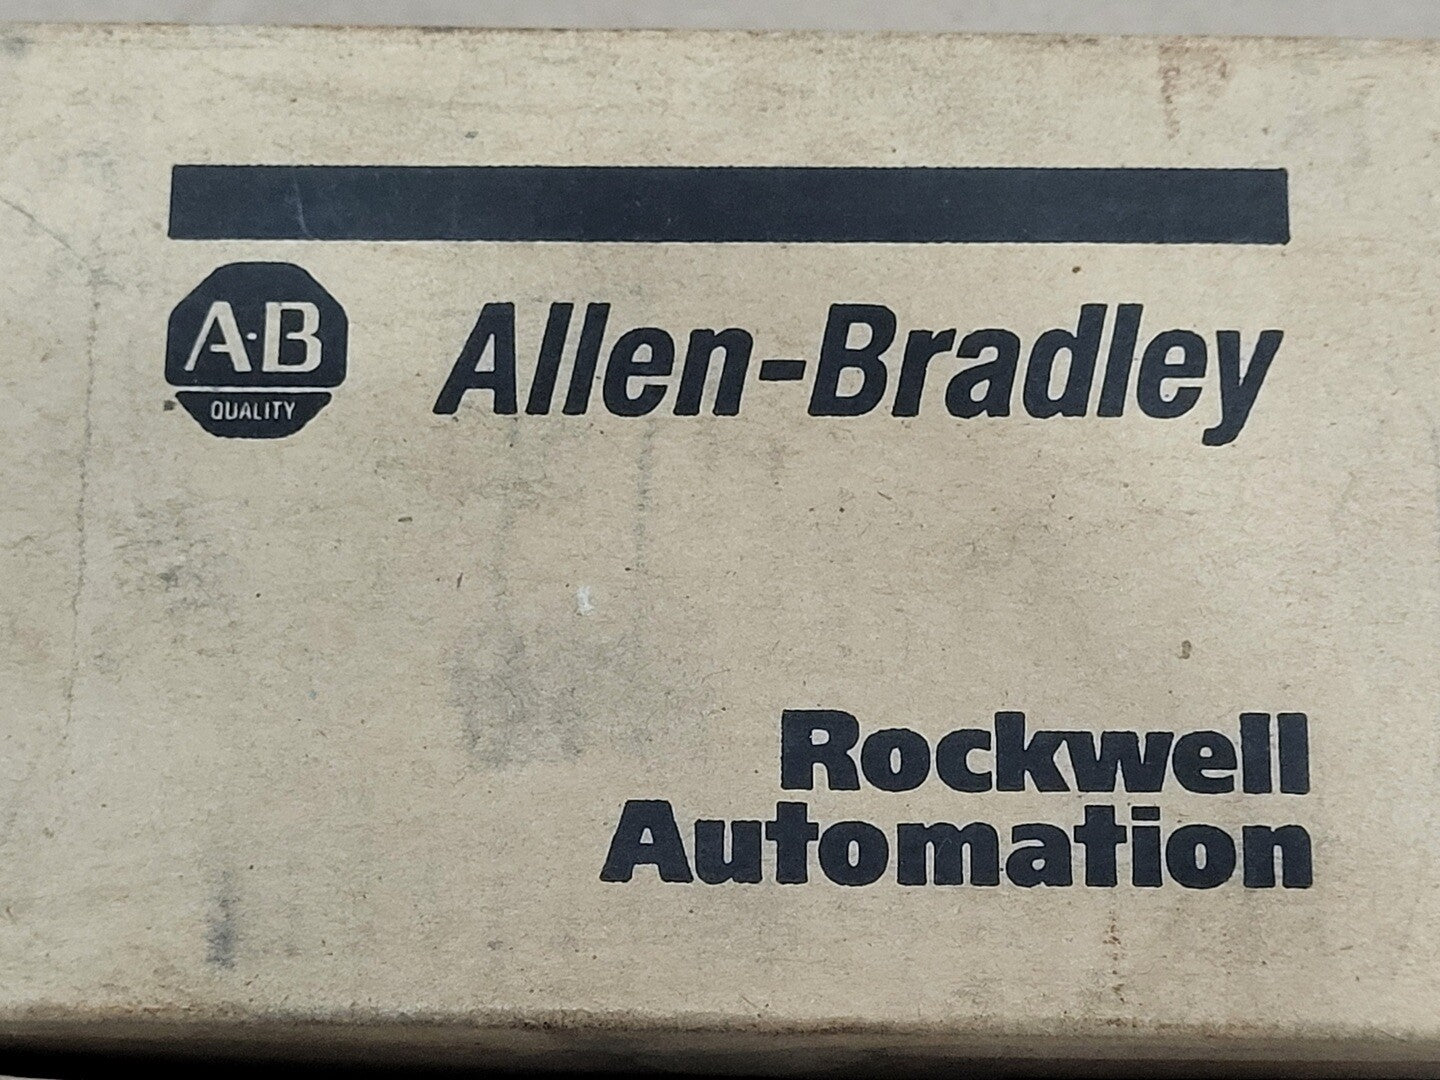 A·B
QUALITY
Allen-Bradley
Rockwell
Automation